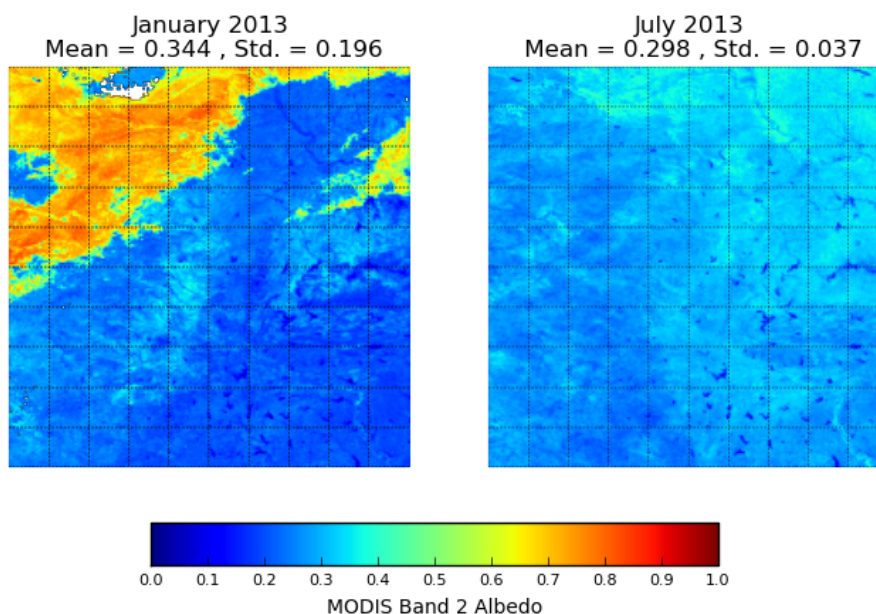 January 2013
Mean = 0.344 , Std. = 0.196
July 2013
Mean = 0.298 , Std. = 0.037
0.0 0.1 0.2 0.3 0.4 0.5 0.6 0.7 0.8 0.9 1.0
MODIS Band 2 Albedo